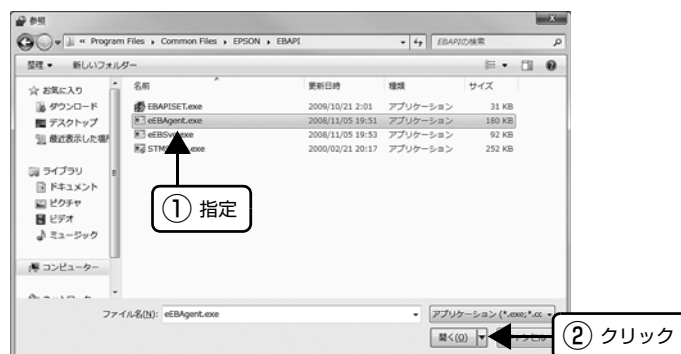 参照
« Program Files ▸ Common Files ▸ EPSON ▸ EBAPI
EBAPIの検索
整理 ▼ 新しいフォルダー
お気に入り
ダウンロード
デスクトップ
最近表示した場所
ライブラリ
ドキュメント
ピクチャ
ビデオ
ミュージック
コンピューター
名前 更新日時 種類 サイズ
EBAPISET.exe 2009/10/21 2:01 アプリケーション 31 KB
eEBAgent.exe 2008/11/05 19:51 アプリケーション 180 KB
eEBSvc.exe 2008/11/05 19:53 アプリケーション 92 KB
STMS 2000/02/21 20:17 アプリケーション 252 KB
① 指定
ファイル名(N): eEBAgent.exe アプリケーション (*.exe;*.cc
開く(O)
② クリック